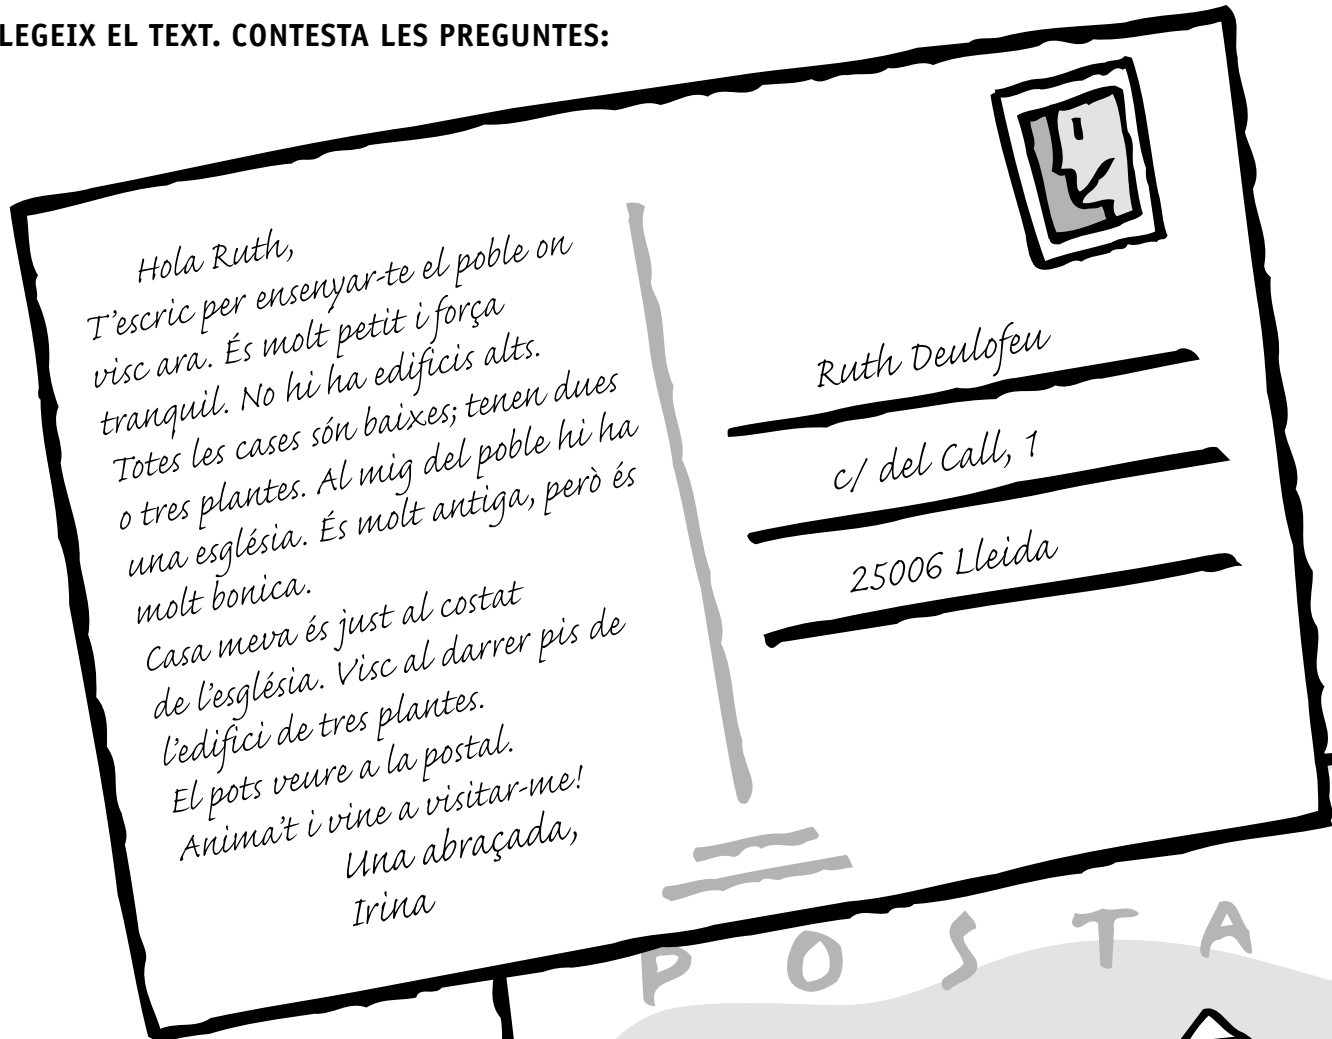 LEGEIX EL TEXT. CONTESTA LES PREGUNTES:
Hola Ruth,
T'escric per ensenyar-te el poble on
visc ara. És molt petit i força
tranquil. No hi ha edificis alts.
Totes les cases són baixes; tenen dues
o tres plantes. Al mig del poble hi ha
una església. És molt antiga, però és
molt bonica.
Casa meva és just al costat
de l'església. Visc al darrer pis de
l'edifici de tres plantes.
El pots veure a la postal.
Anima't i vine a visitar-me!
Una abraçada,
Irina
Ruth Deulofeu
c/ del Call, 1
25006 Lleida
POSTA